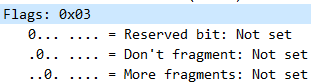 Flags: 0x03
0... .... = Reserved bit: Not set
.0.. .... = Don't fragment: Not set
..0. .... = More fragments: Not set